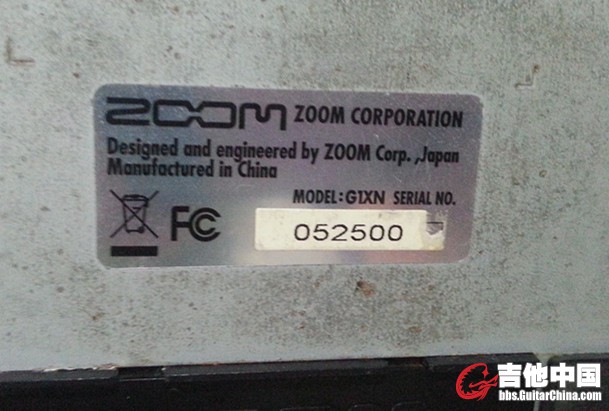 ZOOM ZOOM CORPORATION
Designed and engineered by ZOOM Corp. ,Japan
Manufactured in China
MODEL:G1XN SERIAL NO.
FC
052500
吉他中国
bbs.GuitarChina.com